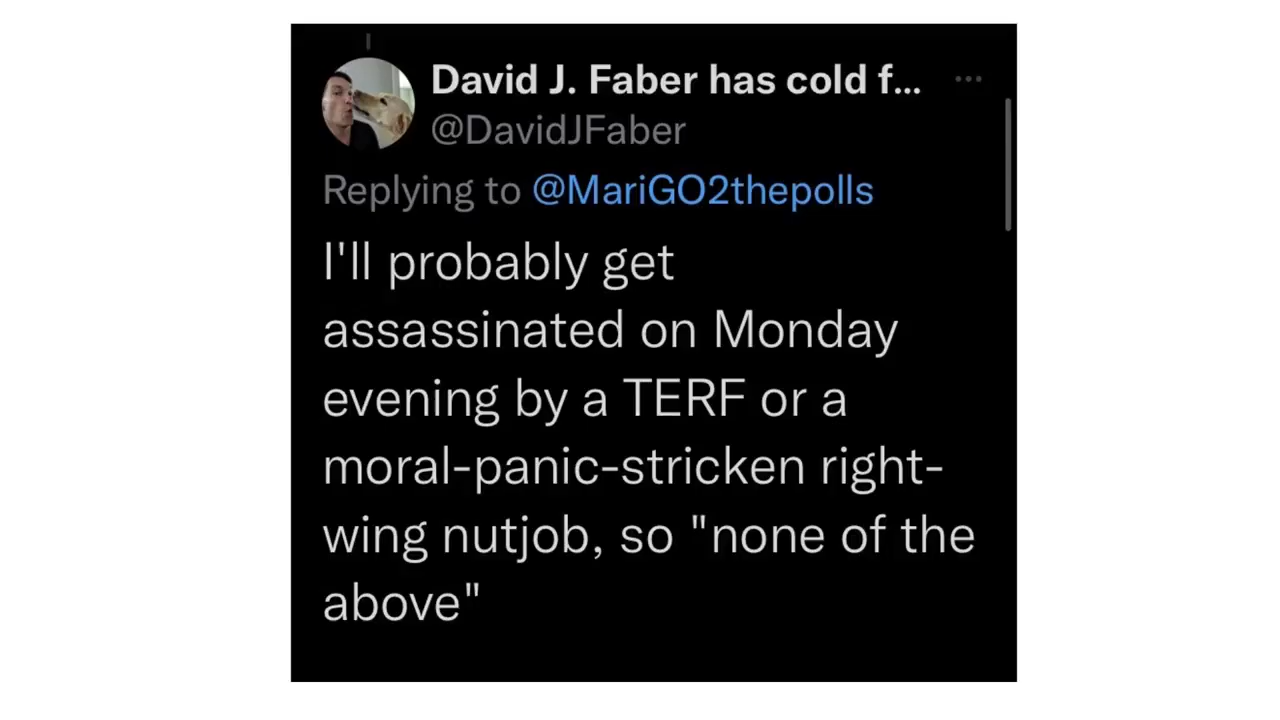 David J. Faber has cold f...
@DavidJFaber
Replying to @MariGO2thepolls
I'll probably get
assassinated on Monday
evening by a TERF or a
moral-panic-stricken right-
wing nutjob, so "none of the
above"